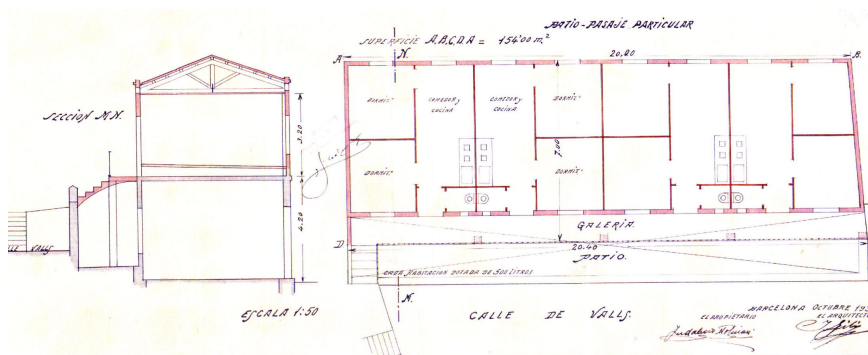 PATIO-PASAJE PARTICULAR
SUPERFICIE A,B,C,D,A = 154'00 m²
A
N.
20,20
B.
SECCION M.N.
3.20
4.20
DORMIT.
COMEDOR y
COCINA
COMEDOR y
COCINA
DORMIT.
7.00
DORMIT.
DORMIT.
GALERIA.
D
20.40
PATIO.
CADA HABITACION DOTADA DE 500 LITROS
VALLS
ESCALA 1:50
CALLE DE VALLS.
BARCELONA OCTUBRE
EL PROPIETARIO
EL ARQUITECTO